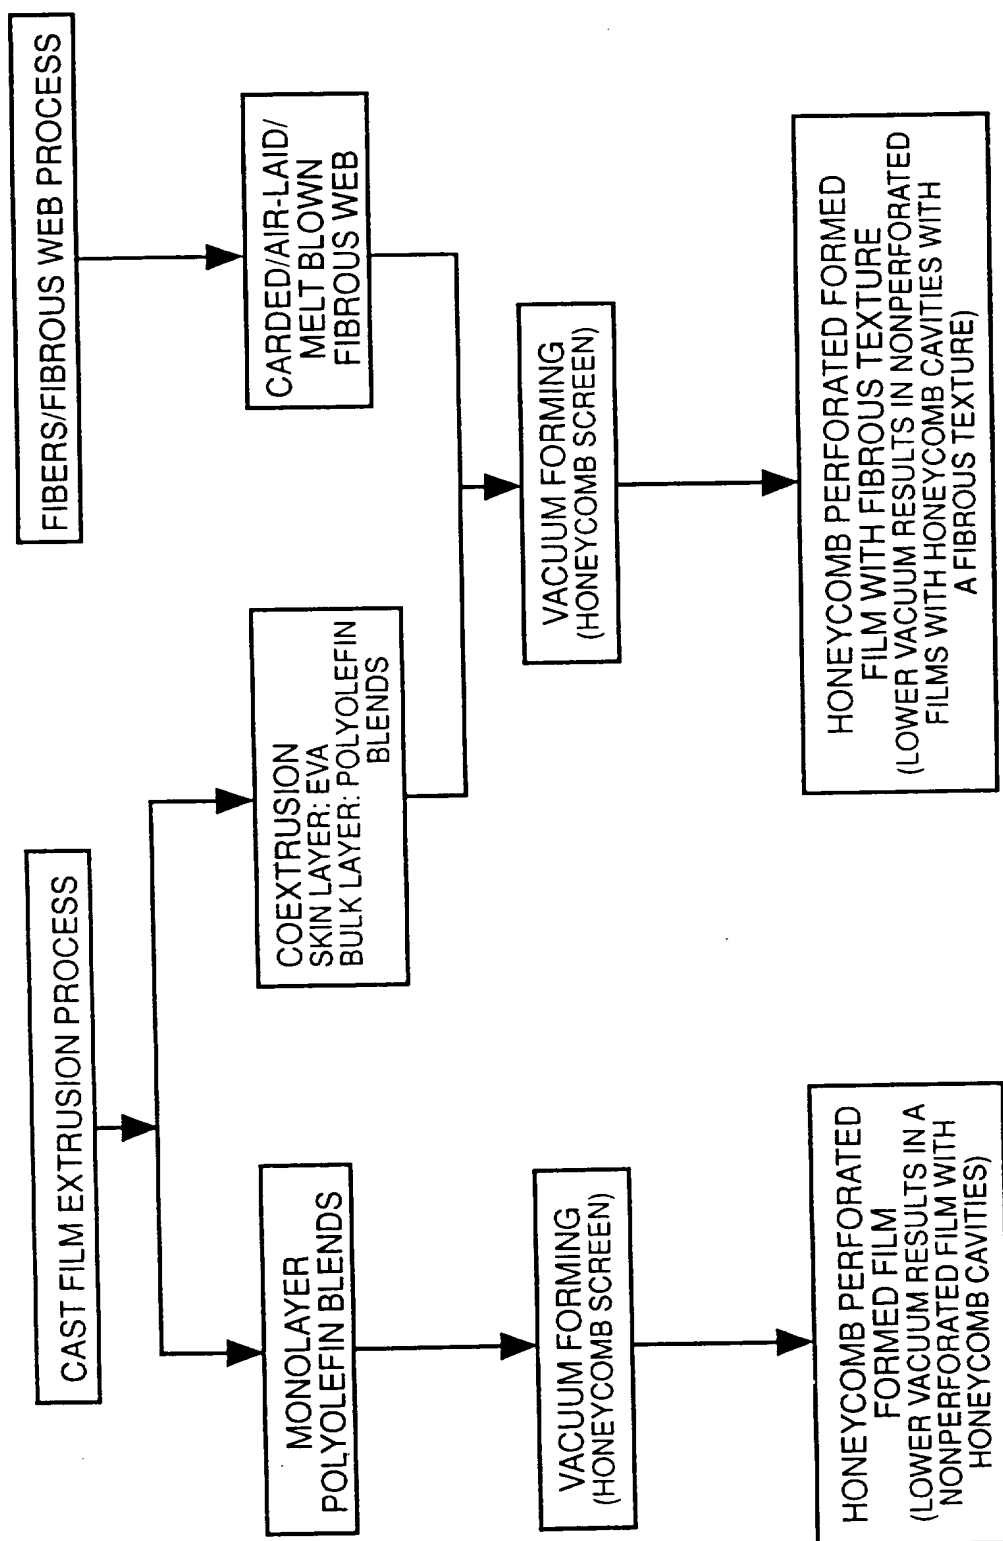 CAST FILM EXTRUSION PROCESS
FIBERS/FIBROUS WEB PROCESS
MONOLAYER
POLYOLEFIN BLENDS
COEXTRUSION
SKIN LAYER: EVA
BULK LAYER: POLYOLEFIN
BLENDS
CARDED/AIR-LAID/
MELT BLOWN
FIBROUS WEB
VACUUM FORMING
(HONEYCOMB SCREEN)
VACUUM FORMING
(HONEYCOMB SCREEN)
HONEYCOMB PERFORATED
FORMED FILM
(LOWER VACUUM RESULTS IN A
NONPERFORATED FILM WITH
HONEYCOMB CAVITIES)
HONEYCOMB PERFORATED FORMED
FILM WITH FIBROUS TEXTURE
(LOWER VACUUM RESULTS IN NONPERFORATED
FILMS WITH HONEYCOMB CAVITIES WITH
A FIBROUS TEXTURE)